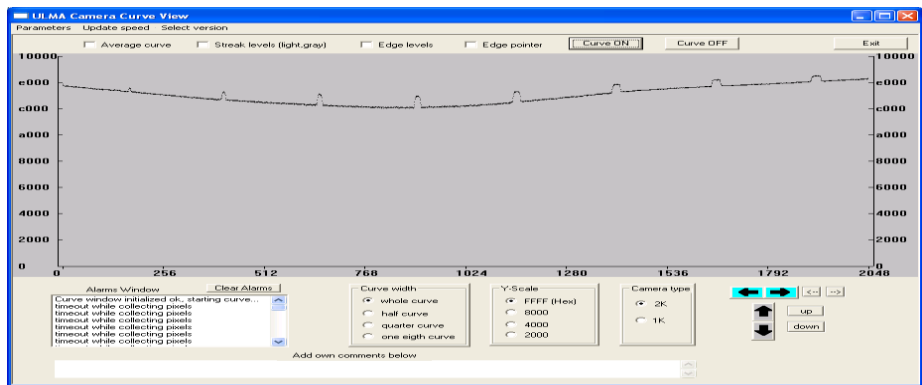 ULMA Camera Curve View
Parameters Update speed Select version
Average curve Streak levels (light,gray) Edge levels Edge pointer Curve ON Curve OFF Exit
10000 10000
e000 e000
c000 c000
a000 a000
8000 8000
6000 6000
4000 4000
2000 2000
0 0
0 256 512 768 1024 1280 1536 1792 2048
Alarms Window Clear Alarms
Curve window initialized ok, starting curve...
timeout while collecting pixels
timeout while collecting pixels
timeout while collecting pixels
timeout while collecting pixels
timeout while collecting pixels
timeout while collecting pixels
Curve width
whole curve
half curve
quarter curve
one eigth curve
Y-Scale
FFFF (Hex)
8000
4000
2000
Camera type
2K
1K
<-- -->
up
down
Add own comments below